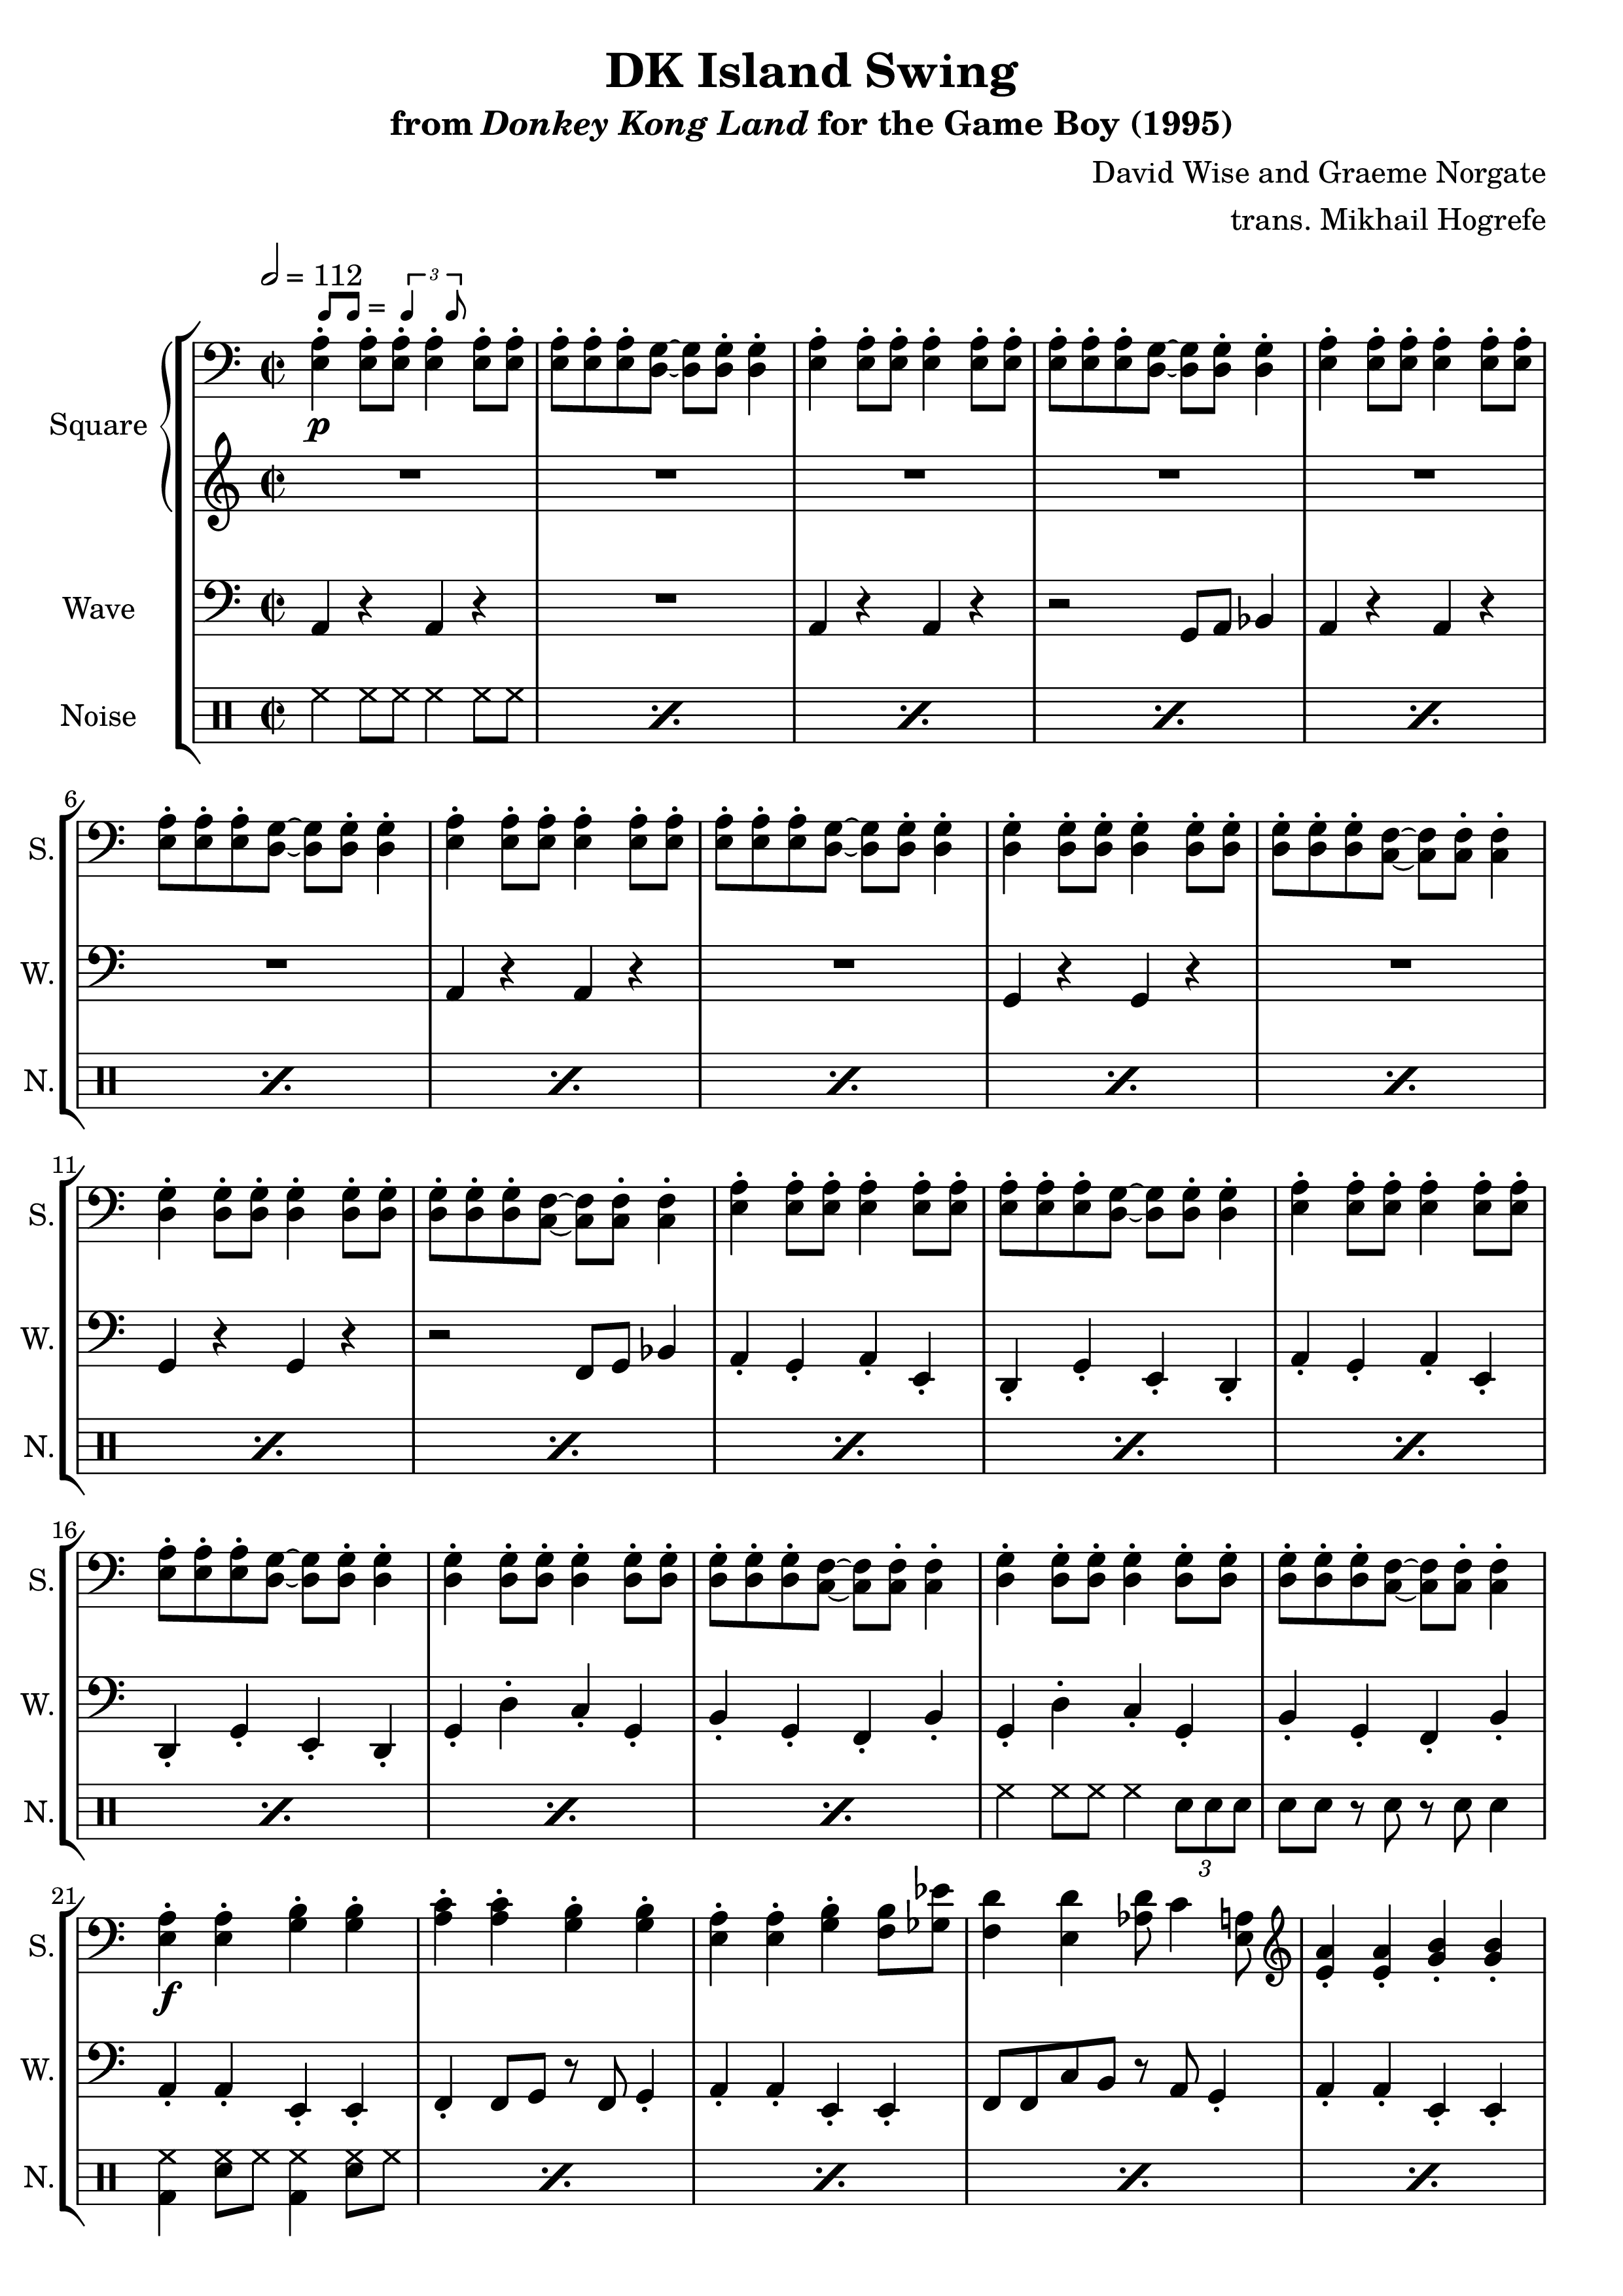 DK Island Swing
from Donkey Kong Land for the Game Boy (1995)
David Wise and Graeme Norgate
trans. Mikhail Hogrefe
= 112
= 3
Square
p
Wave
Noise
6
S.
W.
N.
11
S.
W.
N.
16
S.
W.
N.
3
21
S.
f
W.
N.